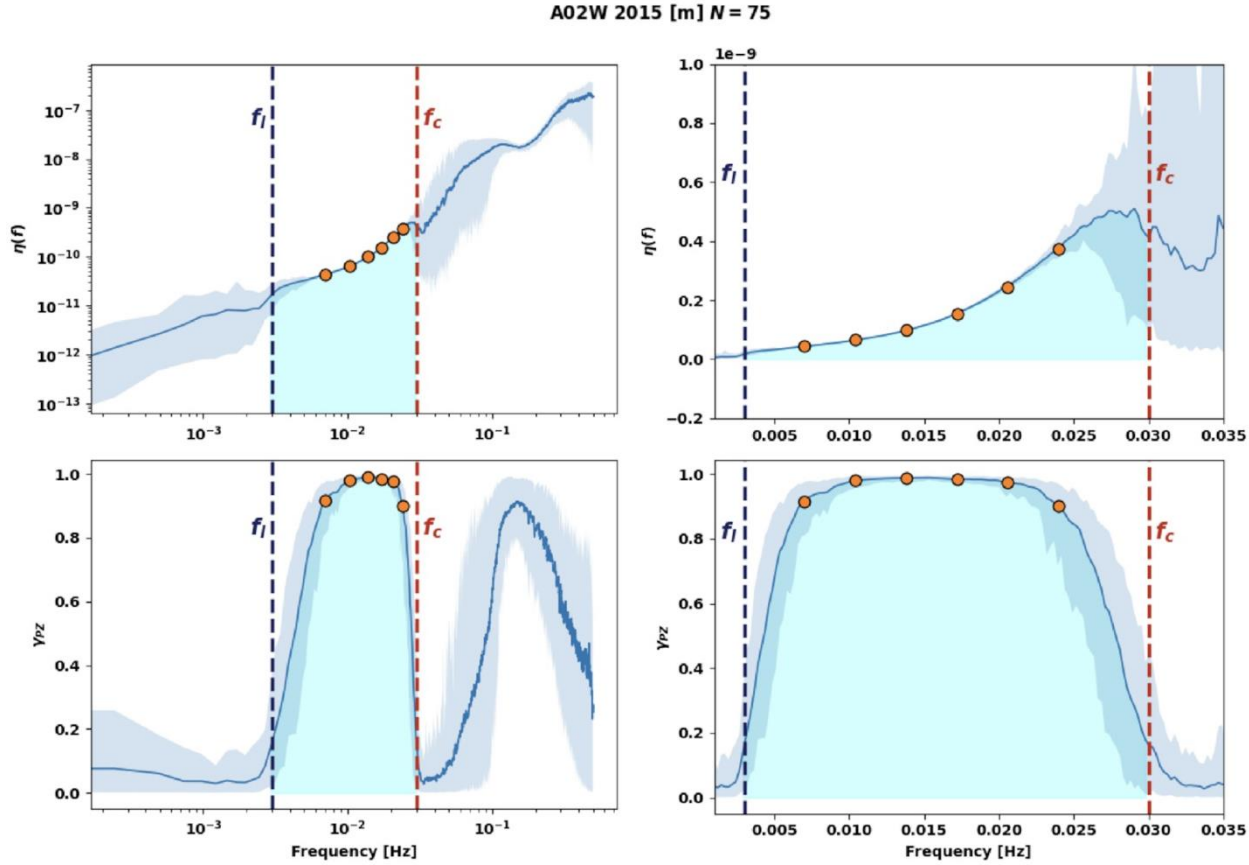 A02W 2015 [m] N = 75
10⁻⁷
10⁻⁸
10⁻⁹
10⁻¹⁰
10⁻¹¹
10⁻¹²
10⁻¹³
η(f)
f_l
f_c
10⁻³
10⁻²
10⁻¹
1e−9
1.0
0.8
0.6
0.4
0.2
0.0
−0.2
η(f)
f_l
f_c
0.005
0.010
0.015
0.020
0.025
0.030
0.035
1.0
0.8
0.6
0.4
0.2
0.0
γ_PZ
f_l
f_c
10⁻³
10⁻²
10⁻¹
Frequency [Hz]
1.0
0.8
0.6
0.4
0.2
0.0
γ_PZ
f_l
f_c
0.005
0.010
0.015
0.020
0.025
0.030
0.035
Frequency [Hz]